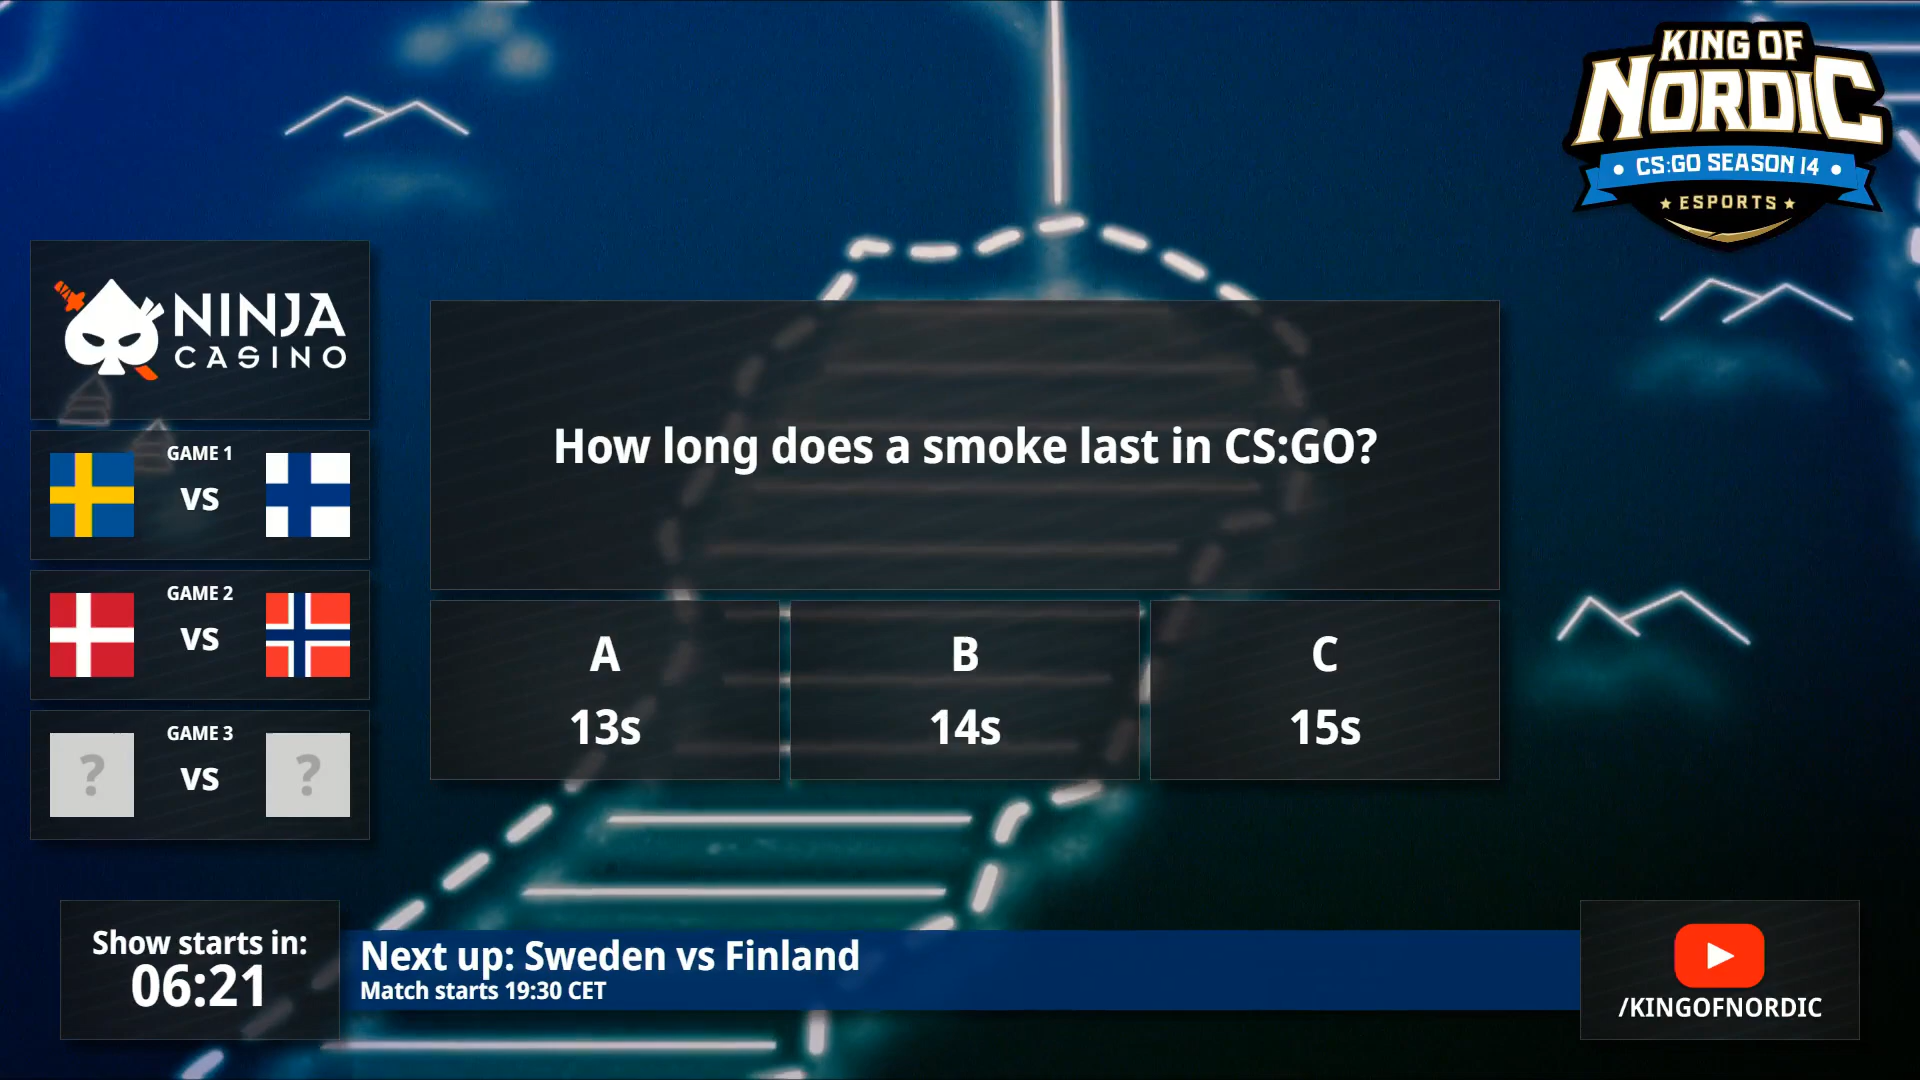 KING OF
NORDIC
CS:GO SEASON 14
ESPORTS
NINJA
CASINO
GAME 1
VS
GAME 2
VS
GAME 3
? VS ?
How long does a smoke last in CS:GO?
A
13s
B
14s
C
15s
Show starts in:
06:21
Next up: Sweden vs Finland
Match starts 19:30 CET
/KINGOFNORDIC